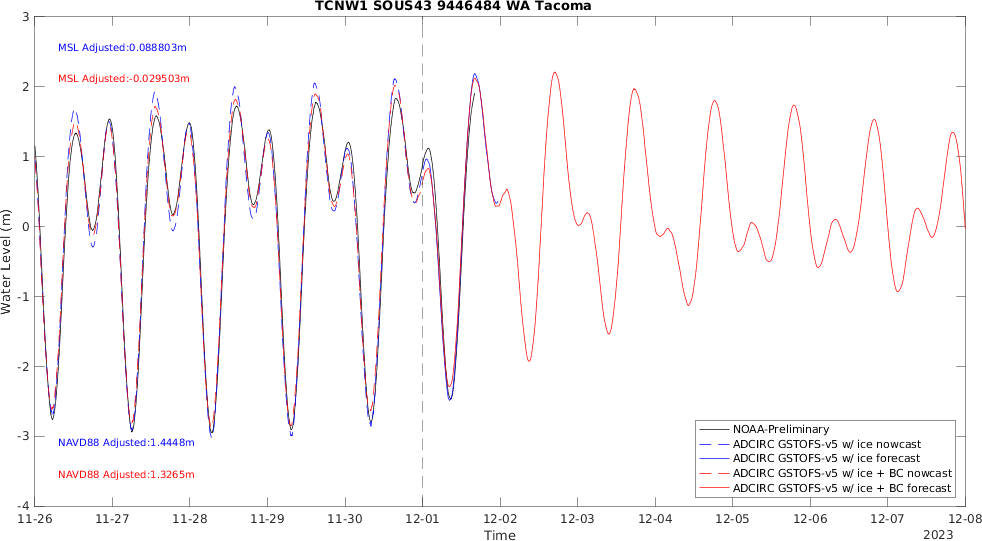 TCNW1 SOUS43 9446484 WA Tacoma
3
2
1
0
-1
-2
-3
-4
Water Level (m)
MSL Adjusted:0.088803m
MSL Adjusted:-0.029503m
NAVD88 Adjusted:1.4448m
NAVD88 Adjusted:1.3265m
NOAA-Preliminary
ADCIRC GSTOFS-v5 w/ ice nowcast
ADCIRC GSTOFS-v5 w/ ice forecast
ADCIRC GSTOFS-v5 w/ ice + BC nowcast
ADCIRC GSTOFS-v5 w/ ice + BC forecast
11-26 11-27 11-28 11-29 11-30 12-01 12-02 12-03 12-04 12-05 12-06 12-07 12-08
Time
2023